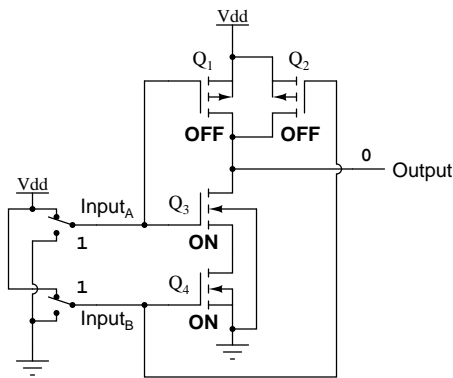 Vdd
Q1 Q2
OFF OFF
0
Output
Vdd
InputA Q3
1 ON
1 Q4
InputB ON